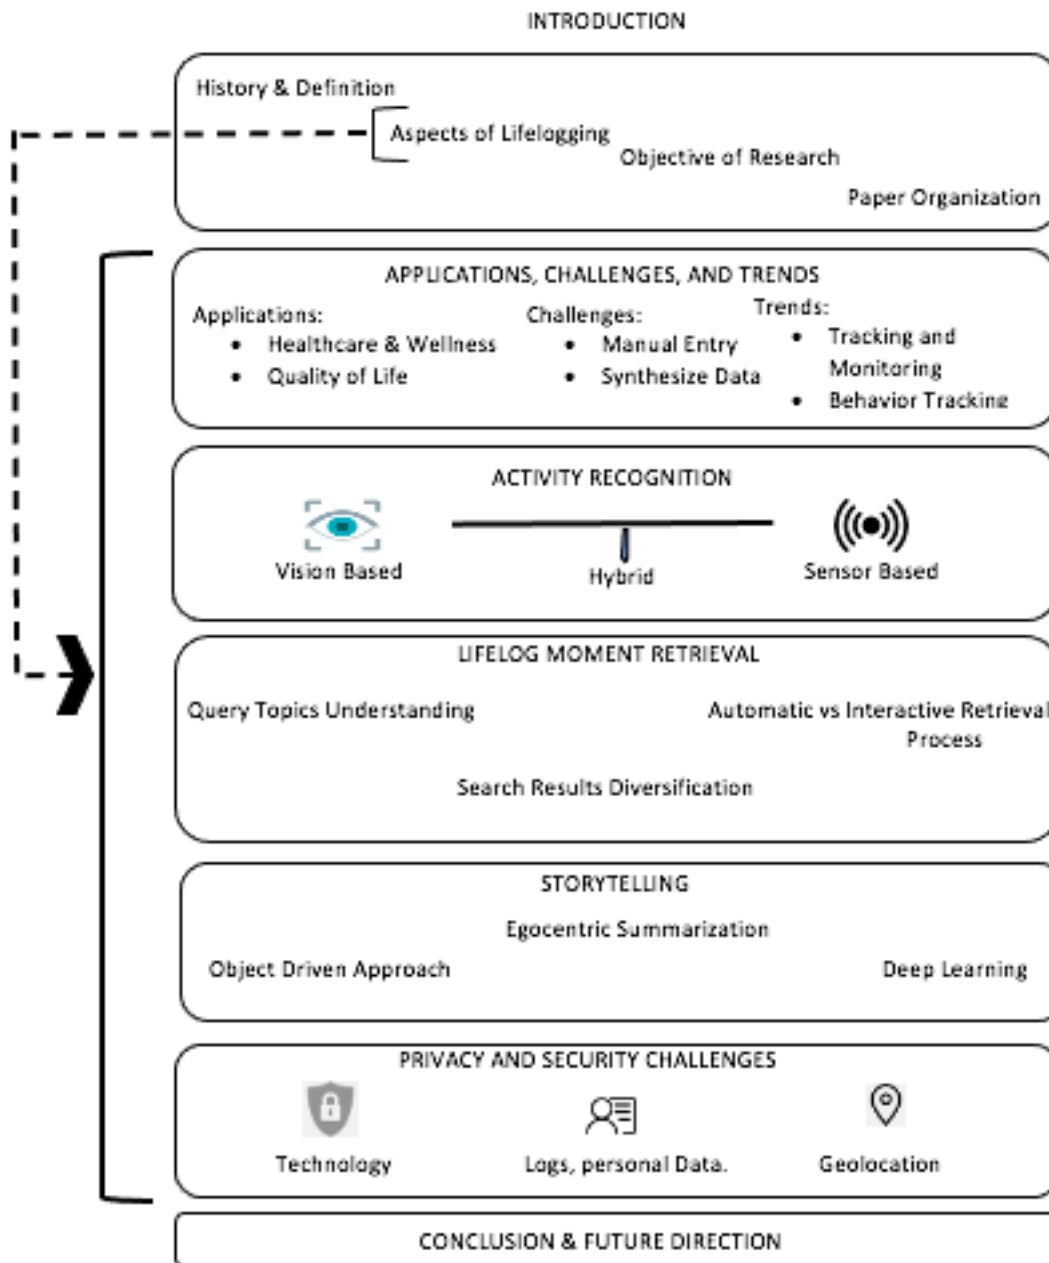 INTRODUCTION
History & Definition
Aspects of Lifelogging
Objective of Research
Paper Organization
APPLICATIONS, CHALLENGES, AND TRENDS
Applications:
• Healthcare & Wellness
• Quality of Life
Challenges:
• Manual Entry
• Synthesize Data
Trends:
• Tracking and
Monitoring
• Behavior Tracking
ACTIVITY RECOGNITION
Vision Based
Hybrid
Sensor Based
LIFELOG MOMENT RETRIEVAL
Query Topics Understanding
Automatic vs Interactive Retrieval
Process
Search Results Diversification
STORYTELLING
Egocentric Summarization
Object Driven Approach
Deep Learning
PRIVACY AND SECURITY CHALLENGES
Technology
Logs, personal Data.
Geolocation
CONCLUSION & FUTURE DIRECTION